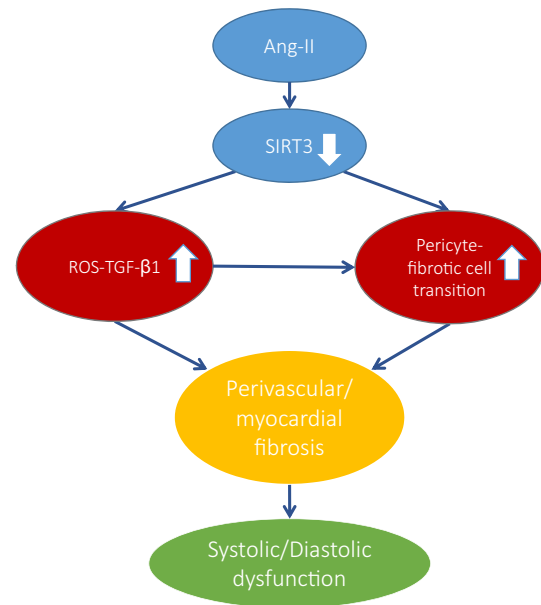 Ang-II
SIRT3
ROS-TGF-β1
Pericyte-
fibrotic cell
transition
Perivascular/
myocardial
fibrosis
Systolic/Diastolic
dysfunction